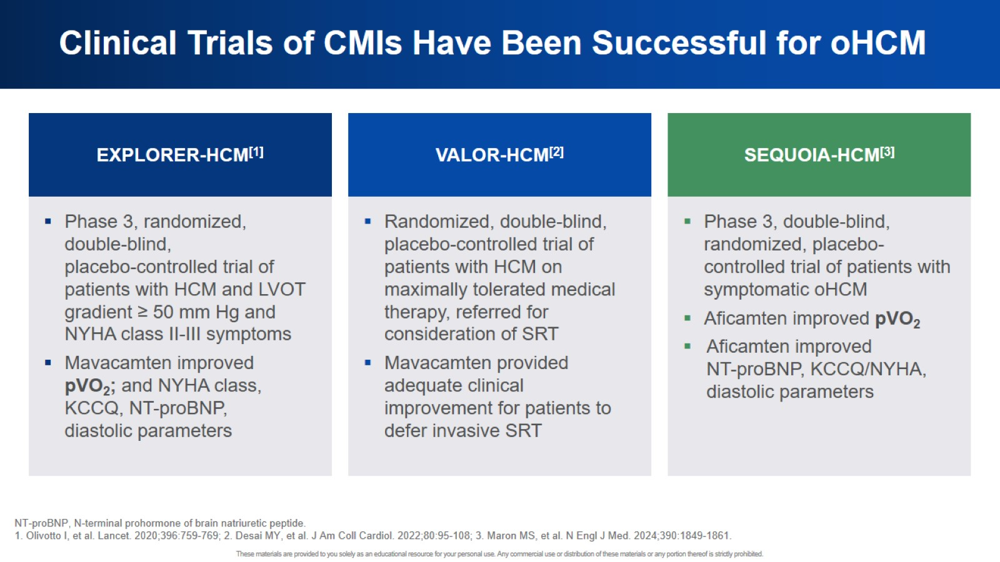 Clinical Trials of CMIs Have Been Successful for oHCM
EXPLORER-HCM[1]
▪ Phase 3, randomized,
double-blind,
placebo-controlled trial of
patients with HCM and LVOT
gradient ≥ 50 mm Hg and
NYHA class II-III symptoms
▪ Mavacamten improved
pVO2; and NYHA class,
KCCQ, NT-proBNP,
diastolic parameters
VALOR-HCM[2]
▪ Randomized, double-blind,
placebo-controlled trial of
patients with HCM on
maximally tolerated medical
therapy, referred for
consideration of SRT
▪ Mavacamten provided
adequate clinical
improvement for patients to
defer invasive SRT
SEQUOIA-HCM[3]
▪ Phase 3, double-blind,
randomized, placebo-
controlled trial of patients with
symptomatic oHCM
▪ Aficamten improved pVO2
▪ Aficamten improved
NT-proBNP, KCCQ/NYHA,
diastolic parameters
NT-proBNP, N-terminal prohormone of brain natriuretic peptide.
1. Olivotto I, et al. Lancet. 2020;396:759-769; 2. Desai MY, et al. J Am Coll Cardiol. 2022;80:95-108; 3. Maron MS, et al. N Engl J Med. 2024;390:1849-1861.
These materials are provided to you solely as an educational resource for your personal use. Any commercial use or distribution of these materials or any portion thereof is strictly prohibited.